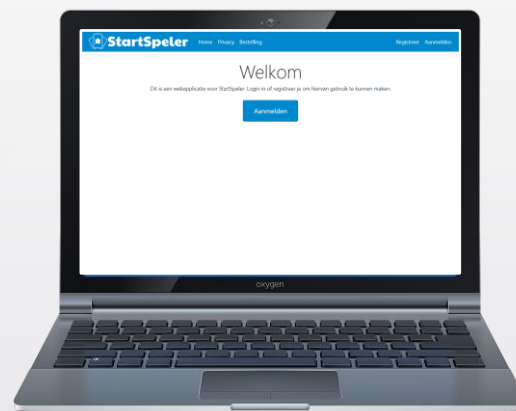 StartSpeler Home Privacy Bestelling Registreer Aanmelden
Welkom
Dit is een webapplicatie voor StartSpeler. Login in of registreer je om hiervan gebruik te kunnen maken.
Aanmelden
oxygen